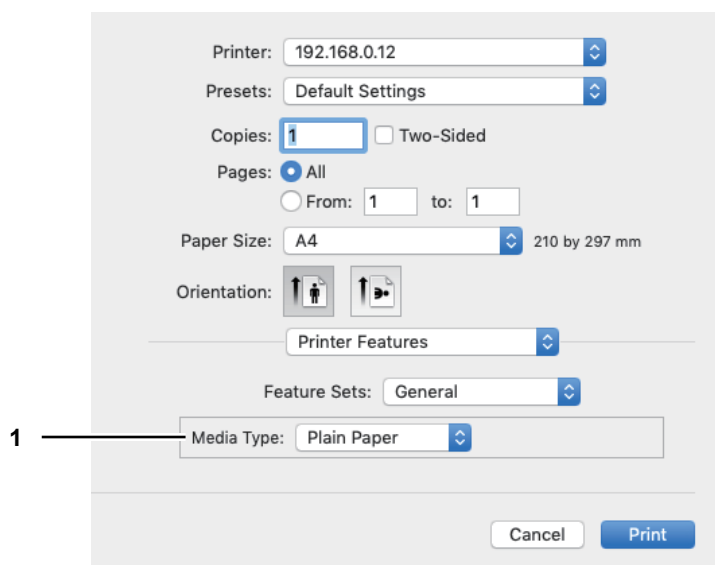 Printer: 192.168.0.12
Presets: Default Settings
Copies: 1 Two-Sided
Pages: All
From: 1 to: 1
Paper Size: A4 210 by 297 mm
Orientation:
Printer Features
Feature Sets: General
1 Media Type: Plain Paper
Cancel Print